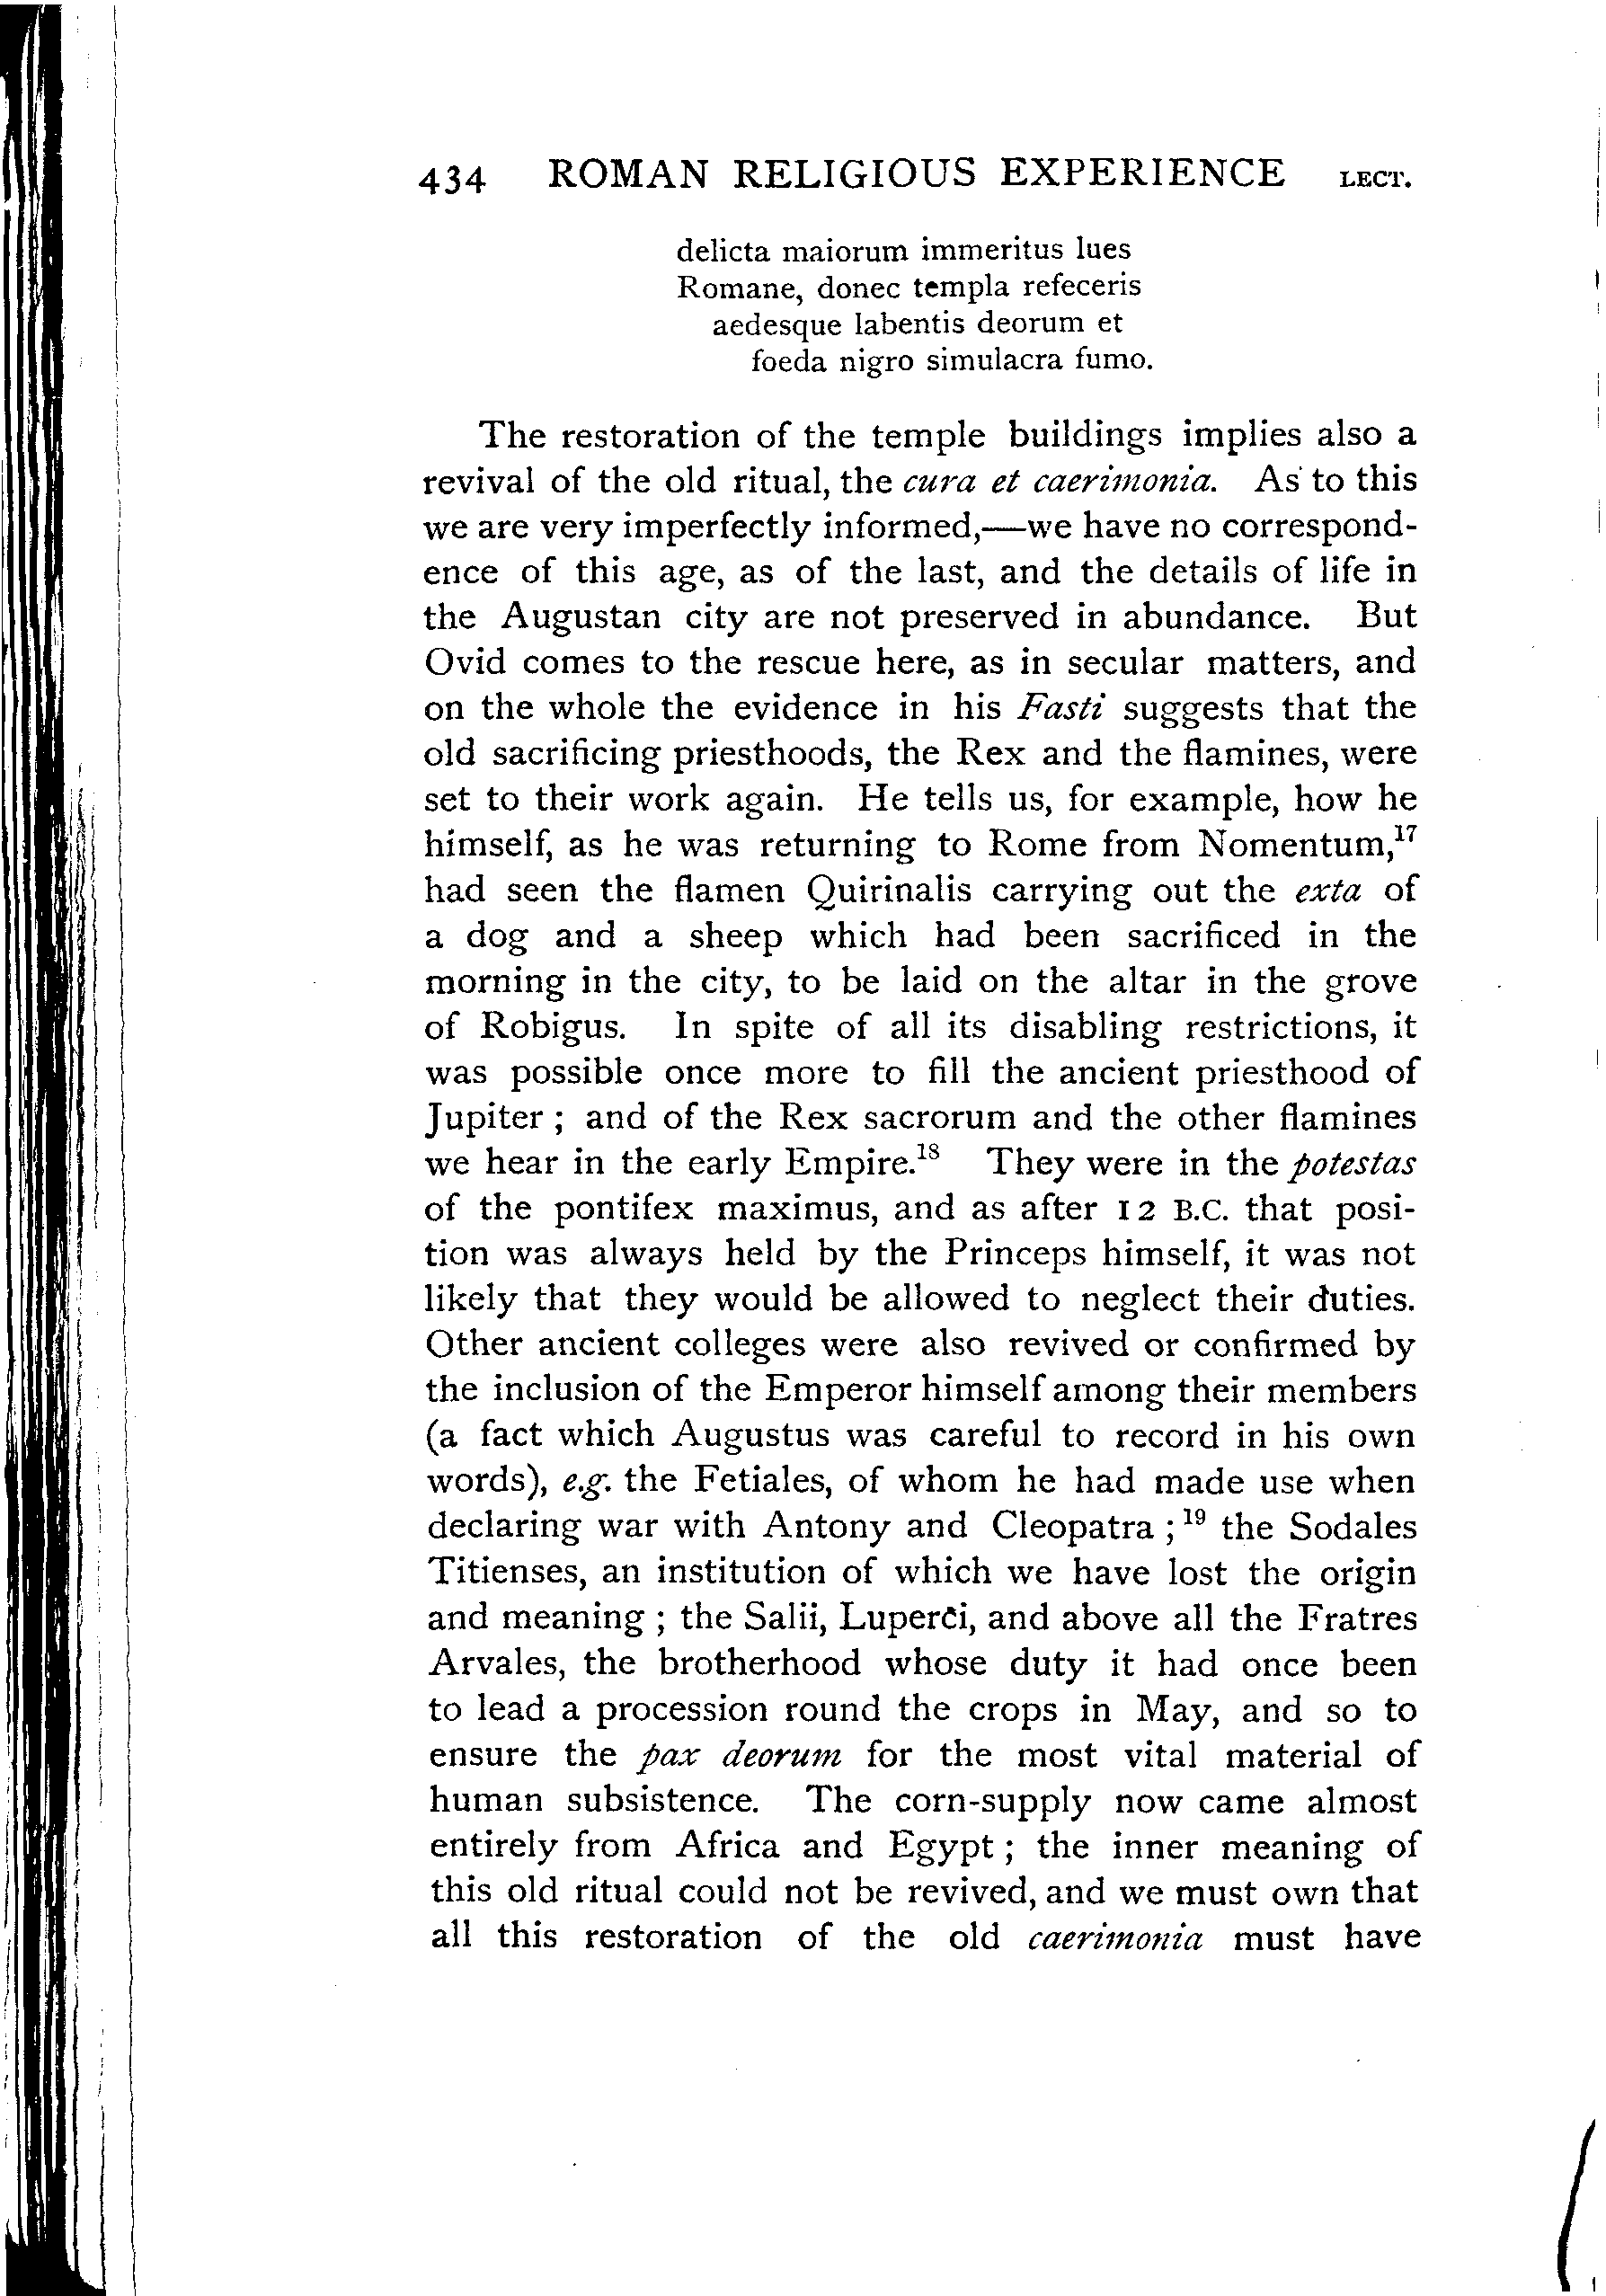 434 ROMAN RELIGIOUS EXPERIENCE LECT.
delicta maiorum immeritus lues
Romane, donec templa refeceris
aedesque labentis deorum et
foeda nigro simulacra fumo.
The restoration of the temple buildings implies also a
revival of the old ritual, the cura et caerimonia. As to this
we are very imperfectly informed,—we have no correspond-
ence of this age, as of the last, and the details of life in
the Augustan city are not preserved in abundance. But
Ovid comes to the rescue here, as in secular matters, and
on the whole the evidence in his Fasti suggests that the
old sacrificing priesthoods, the Rex and the flamines, were
set to their work again. He tells us, for example, how he
himself, as he was returning to Rome from Nomentum,¹⁷
had seen the flamen Quirinalis carrying out the exta of
a dog and a sheep which had been sacrificed in the
morning in the city, to be laid on the altar in the grove
of Robigus. In spite of all its disabling restrictions, it
was possible once more to fill the ancient priesthood of
Jupiter ; and of the Rex sacrorum and the other flamines
we hear in the early Empire.¹⁸ They were in the potestas
of the pontifex maximus, and as after 12 B.C. that posi-
tion was always held by the Princeps himself, it was not
likely that they would be allowed to neglect their duties.
Other ancient colleges were also revived or confirmed by
the inclusion of the Emperor himself among their members
(a fact which Augustus was careful to record in his own
words), e.g. the Fetiales, of whom he had made use when
declaring war with Antony and Cleopatra ;¹⁹ the Sodales
Titienses, an institution of which we have lost the origin
and meaning ; the Salii, Luperci, and above all the Fratres
Arvales, the brotherhood whose duty it had once been
to lead a procession round the crops in May, and so to
ensure the pax deorum for the most vital material of
human subsistence. The corn-supply now came almost
entirely from Africa and Egypt ; the inner meaning of
this old ritual could not be revived, and we must own that
all this restoration of the old caerimonia must have